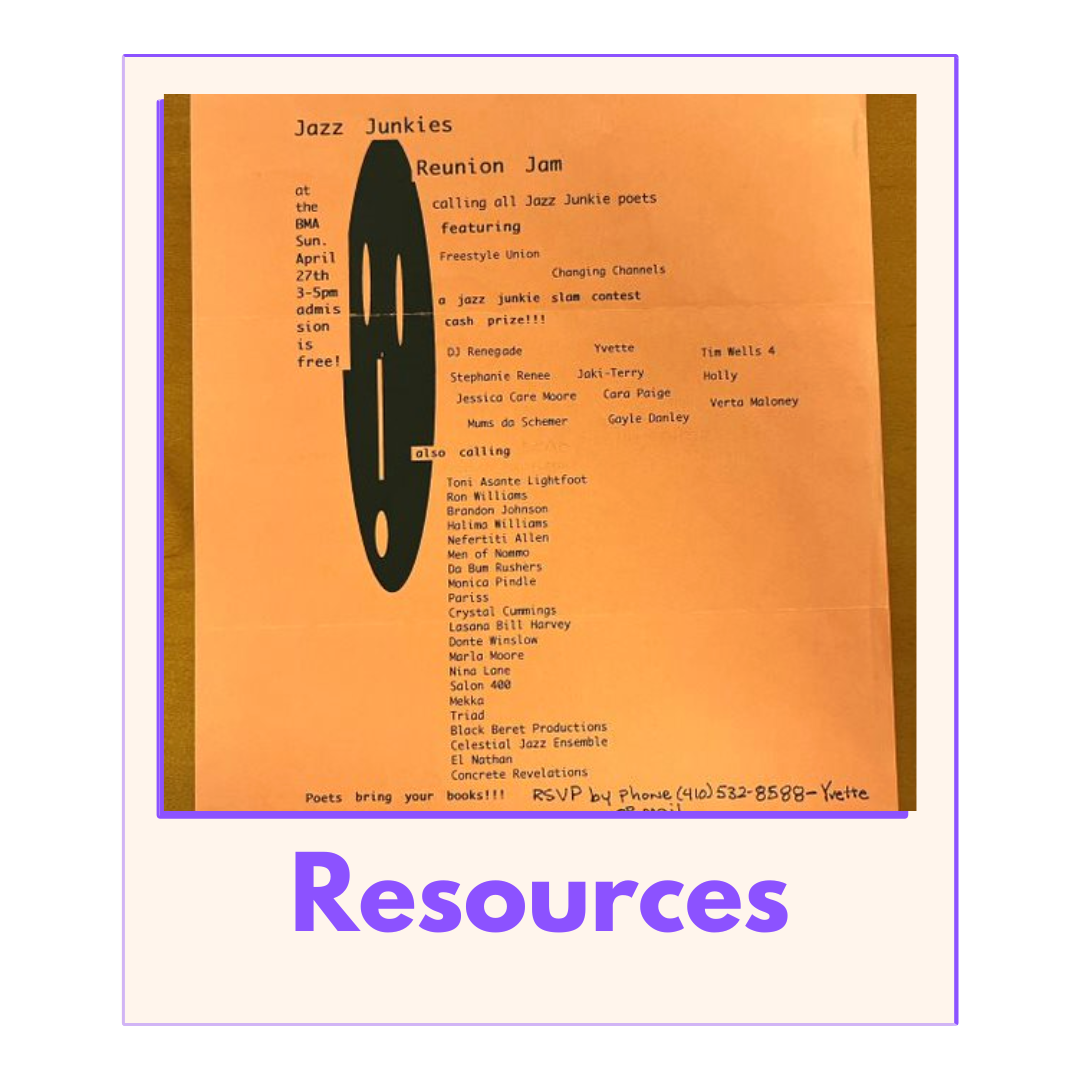 Jazz Junkies
Reunion Jam
at
the
BMA
Sun.
April
27th
3-5pm
admis
sion
is
free!
calling all Jazz Junkie poets
featuring
Freestyle Union
Changing Channels
a jazz junkie slam contest
cash prize!!!
DJ Renegade Yvette Tim Wells 4
Stephanie Renee Jaki-Terry Holly
Jessica Care Moore Cara Paige Verta Maloney
Mums da Schemer Gayle Danley
also calling
Toni Asante Lightfoot
Ron Williams
Brandon Johnson
Halima Williams
Nefertiti Allen
Men of Nommo
Da Bum Rushers
Monica Pindle
Pariss
Crystal Cummings
Lasana Bill Harvey
Donte Winslow
Marla Moore
Nina Lane
Salon 400
Mekka
Triad
Black Beret Productions
Celestial Jazz Ensemble
El Nathan
Concrete Revelations
Poets bring your books!!! RSVP by phone (410) 532-8588-Yvette
Resources